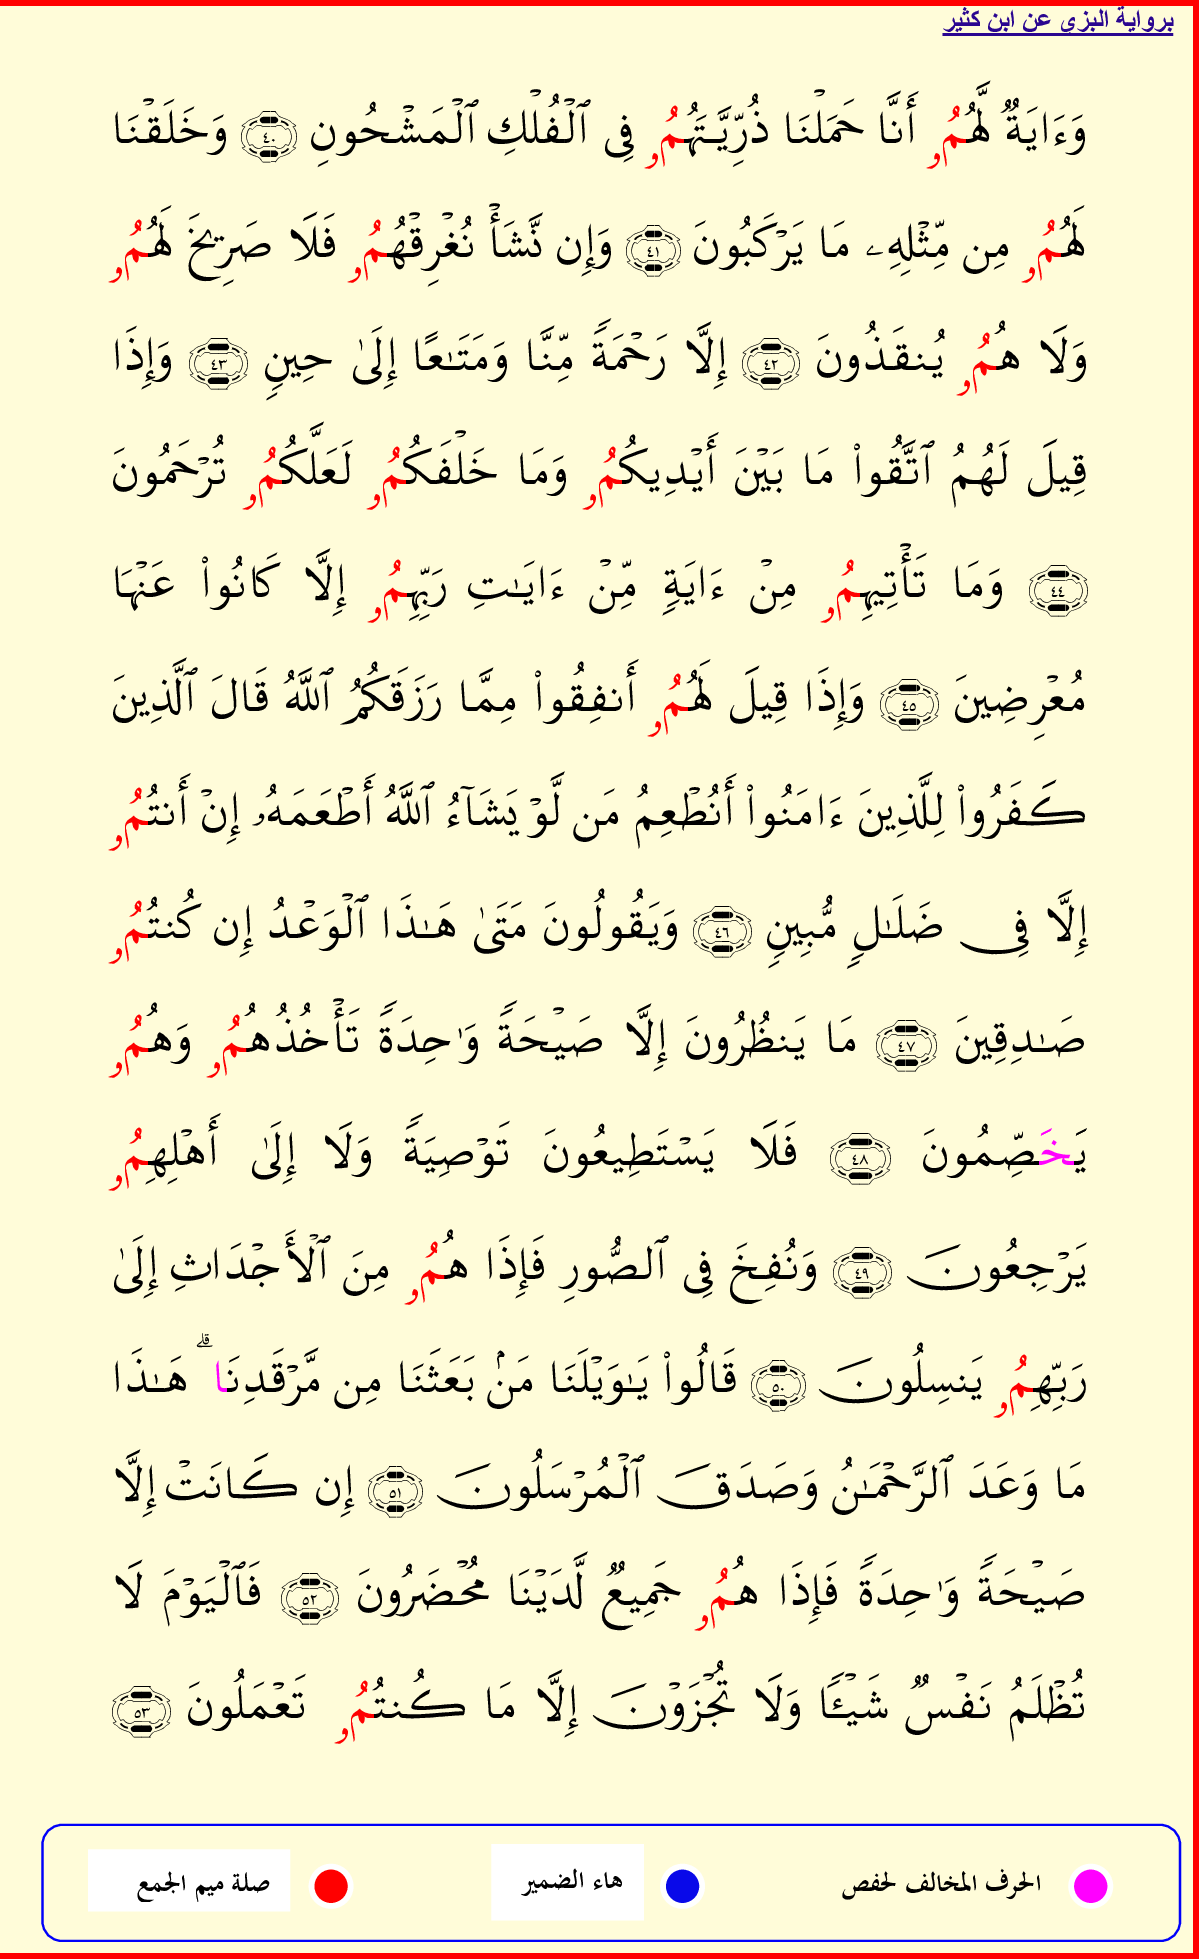 برواية البزي عن ابن كثير
وَءَايَةٌ لَّهُمُۥ أَنَّا حَمَلۡنَا ذُرِّيَّتَهُمُۥ فِي ٱلۡفُلۡكِ ٱلۡمَشۡحُونِ ٤٠ وَخَلَقۡنَا
لَهُمُۥ مِن مِّثۡلِهِۦ مَا يَرۡكَبُونَ ٤١ وَإِن نَّشَأۡ نُغۡرِقۡهُمُۥ فَلَا صَرِيخَ لَهُمُۥ
وَلَا هُمُۥ يُنقَذُونَ ٤٢ إِلَّا رَحۡمَةً مِّنَّا وَمَتَٰعًا إِلَىٰ حِينٍ ٤٣ وَإِذَا
قِيلَ لَهُمُ ٱتَّقُواْ مَا بَيۡنَ أَيۡدِيكُمُۥ وَمَا خَلۡفَكُمُۥ لَعَلَّكُمُۥ تُرۡحَمُونَ
٤٤ وَمَا تَأۡتِيهِمُۥ مِنۡ ءَايَةٍ مِّنۡ ءَايَٰتِ رَبِّهِمُۥ إِلَّا كَانُواْ عَنۡهَا
مُعۡرِضِينَ ٤٥ وَإِذَا قِيلَ لَهُمُۥ أَنفِقُواْ مِمَّا رَزَقَكُمُ ٱللَّهُ قَالَ ٱلَّذِينَ
كَفَرُواْ لِلَّذِينَ ءَامَنُواْ أَنُطۡعِمُ مَن لَّوۡ يَشَآءُ ٱللَّهُ أَطۡعَمَهُۥ إِنۡ أَنتُمُۥ
إِلَّا فِي ضَلَٰلٍ مُّبِينٍ ٤٦ وَيَقُولُونَ مَتَىٰ هَٰذَا ٱلۡوَعۡدُ إِن كُنتُمُۥ
صَٰدِقِينَ ٤٧ مَا يَنظُرُونَ إِلَّا صَيۡحَةً وَٰحِدَةً تَأۡخُذُهُمُۥ وَهُمُۥ
يَخَصِّمُونَ ٤٨ فَلَا يَسۡتَطِيعُونَ تَوۡصِيَةً وَلَا إِلَىٰ أَهۡلِهِمُۥ
يَرۡجِعُونَ ٤٩ وَنُفِخَ فِي ٱلصُّورِ فَإِذَا هُمُۥ مِنَ ٱلۡأَجۡدَاثِ إِلَىٰ
رَبِّهِمُۥ يَنسِلُونَ ٥٠ قَالُواْ يَٰوَيۡلَنَا مَنۢ بَعَثَنَا مِن مَّرۡقَدِنَاۗ هَٰذَا
مَا وَعَدَ ٱلرَّحۡمَٰنُ وَصَدَقَ ٱلۡمُرۡسَلُونَ ٥١ إِن كَانَتۡ إِلَّا
صَيۡحَةً وَٰحِدَةً فَإِذَا هُمُۥ جَمِيعٌ لَّدَيۡنَا مُحۡضَرُونَ ٥٢ فَٱلۡيَوۡمَ لَا
تُظۡلَمُ نَفۡسٌ شَيۡـًٔا وَلَا تُجۡزَوۡنَ إِلَّا مَا كُنتُمُۥ تَعۡمَلُونَ ٥٣
الحرف المخالف لحفص هاء الضمير صلة ميم الجمع